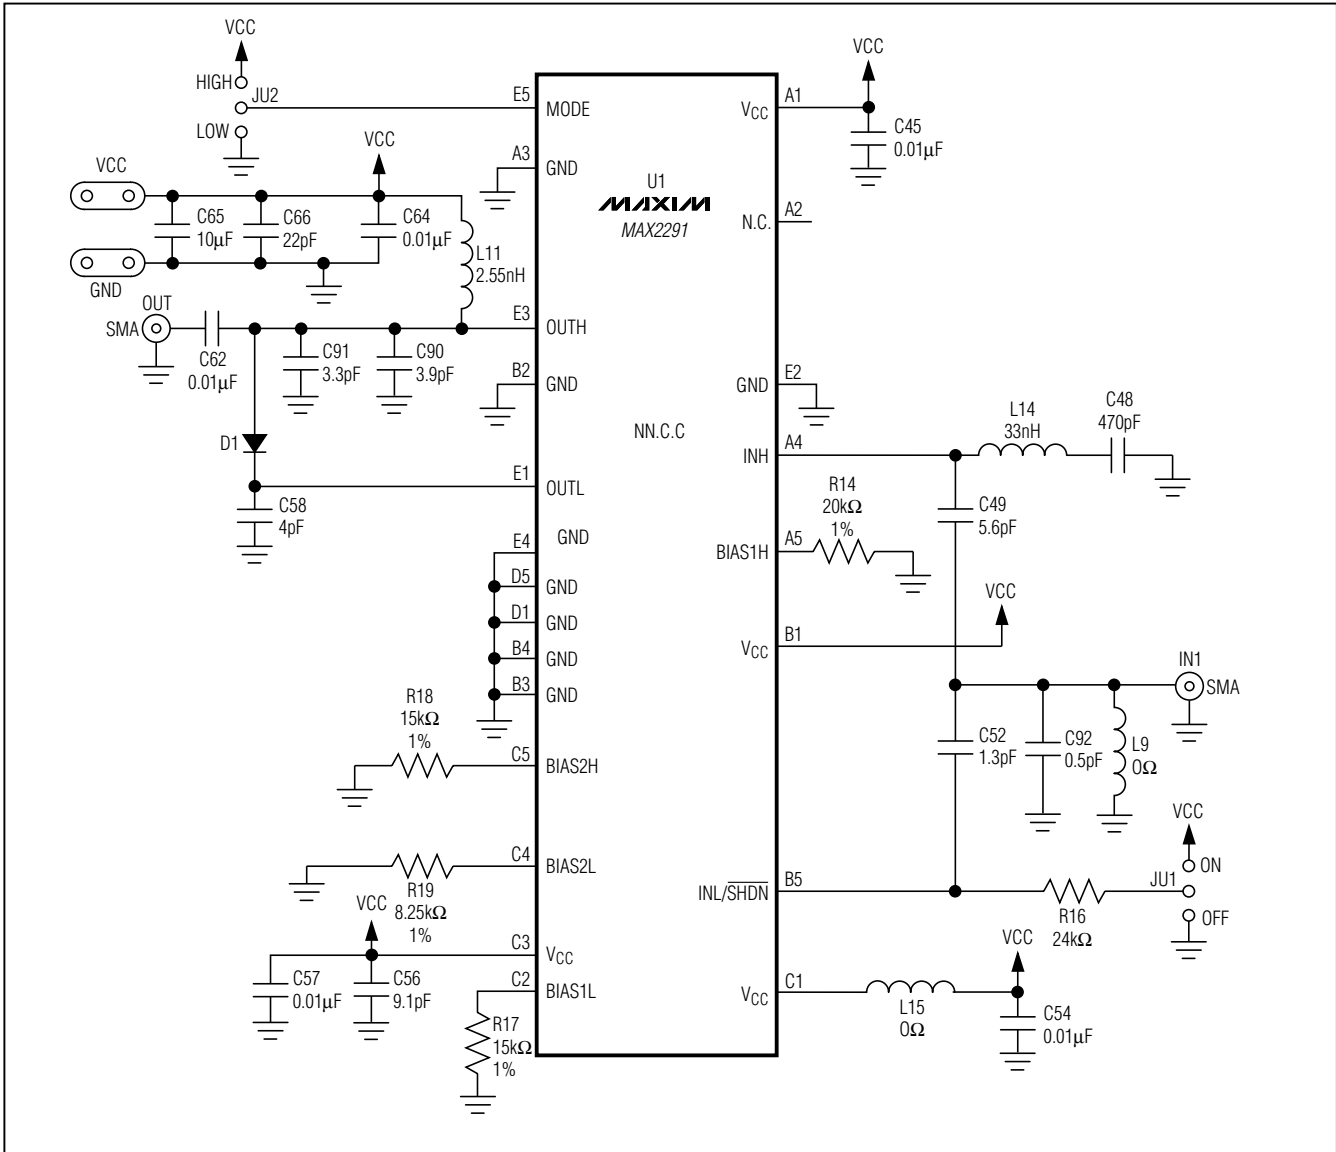 VCC
HIGH
JU2
LOW
E5
MODE
VCC
A3
GND
VCC
C65
10µF
C66
22pF
C64
0.01µF
L11
2.55nH
GND
OUT
SMA
C62
0.01µF
C91
3.3pF
C90
3.9pF
E3
OUTH
B2
GND
D1
E1
OUTL
C58
4pF
GND
E4
D5
GND
D1
GND
B4
GND
B3
GND
R18
15kΩ
1%
C5
BIAS2H
C4
BIAS2L
R19
8.25kΩ
1%
VCC
C3
VCC
C57
0.01µF
C56
9.1pF
C2
BIAS1L
R17
15kΩ
1%
U1
MAXIM
MAX2291
NN.C.C
VCC
A1
VCC
C45
0.01µF
A2
N.C.
E2
GND
A4
INH
L14
33nH
C48
470pF
C49
5.6pF
R14
20kΩ
1%
A5
BIAS1H
VCC
B1
VCC
IN1
SMA
C52
1.3pF
C92
0.5pF
L9
0Ω
VCC
ON
JU1
OFF
B5
INL/SHDN
R16
24kΩ
VCC
C1
VCC
L15
0Ω
C54
0.01µF